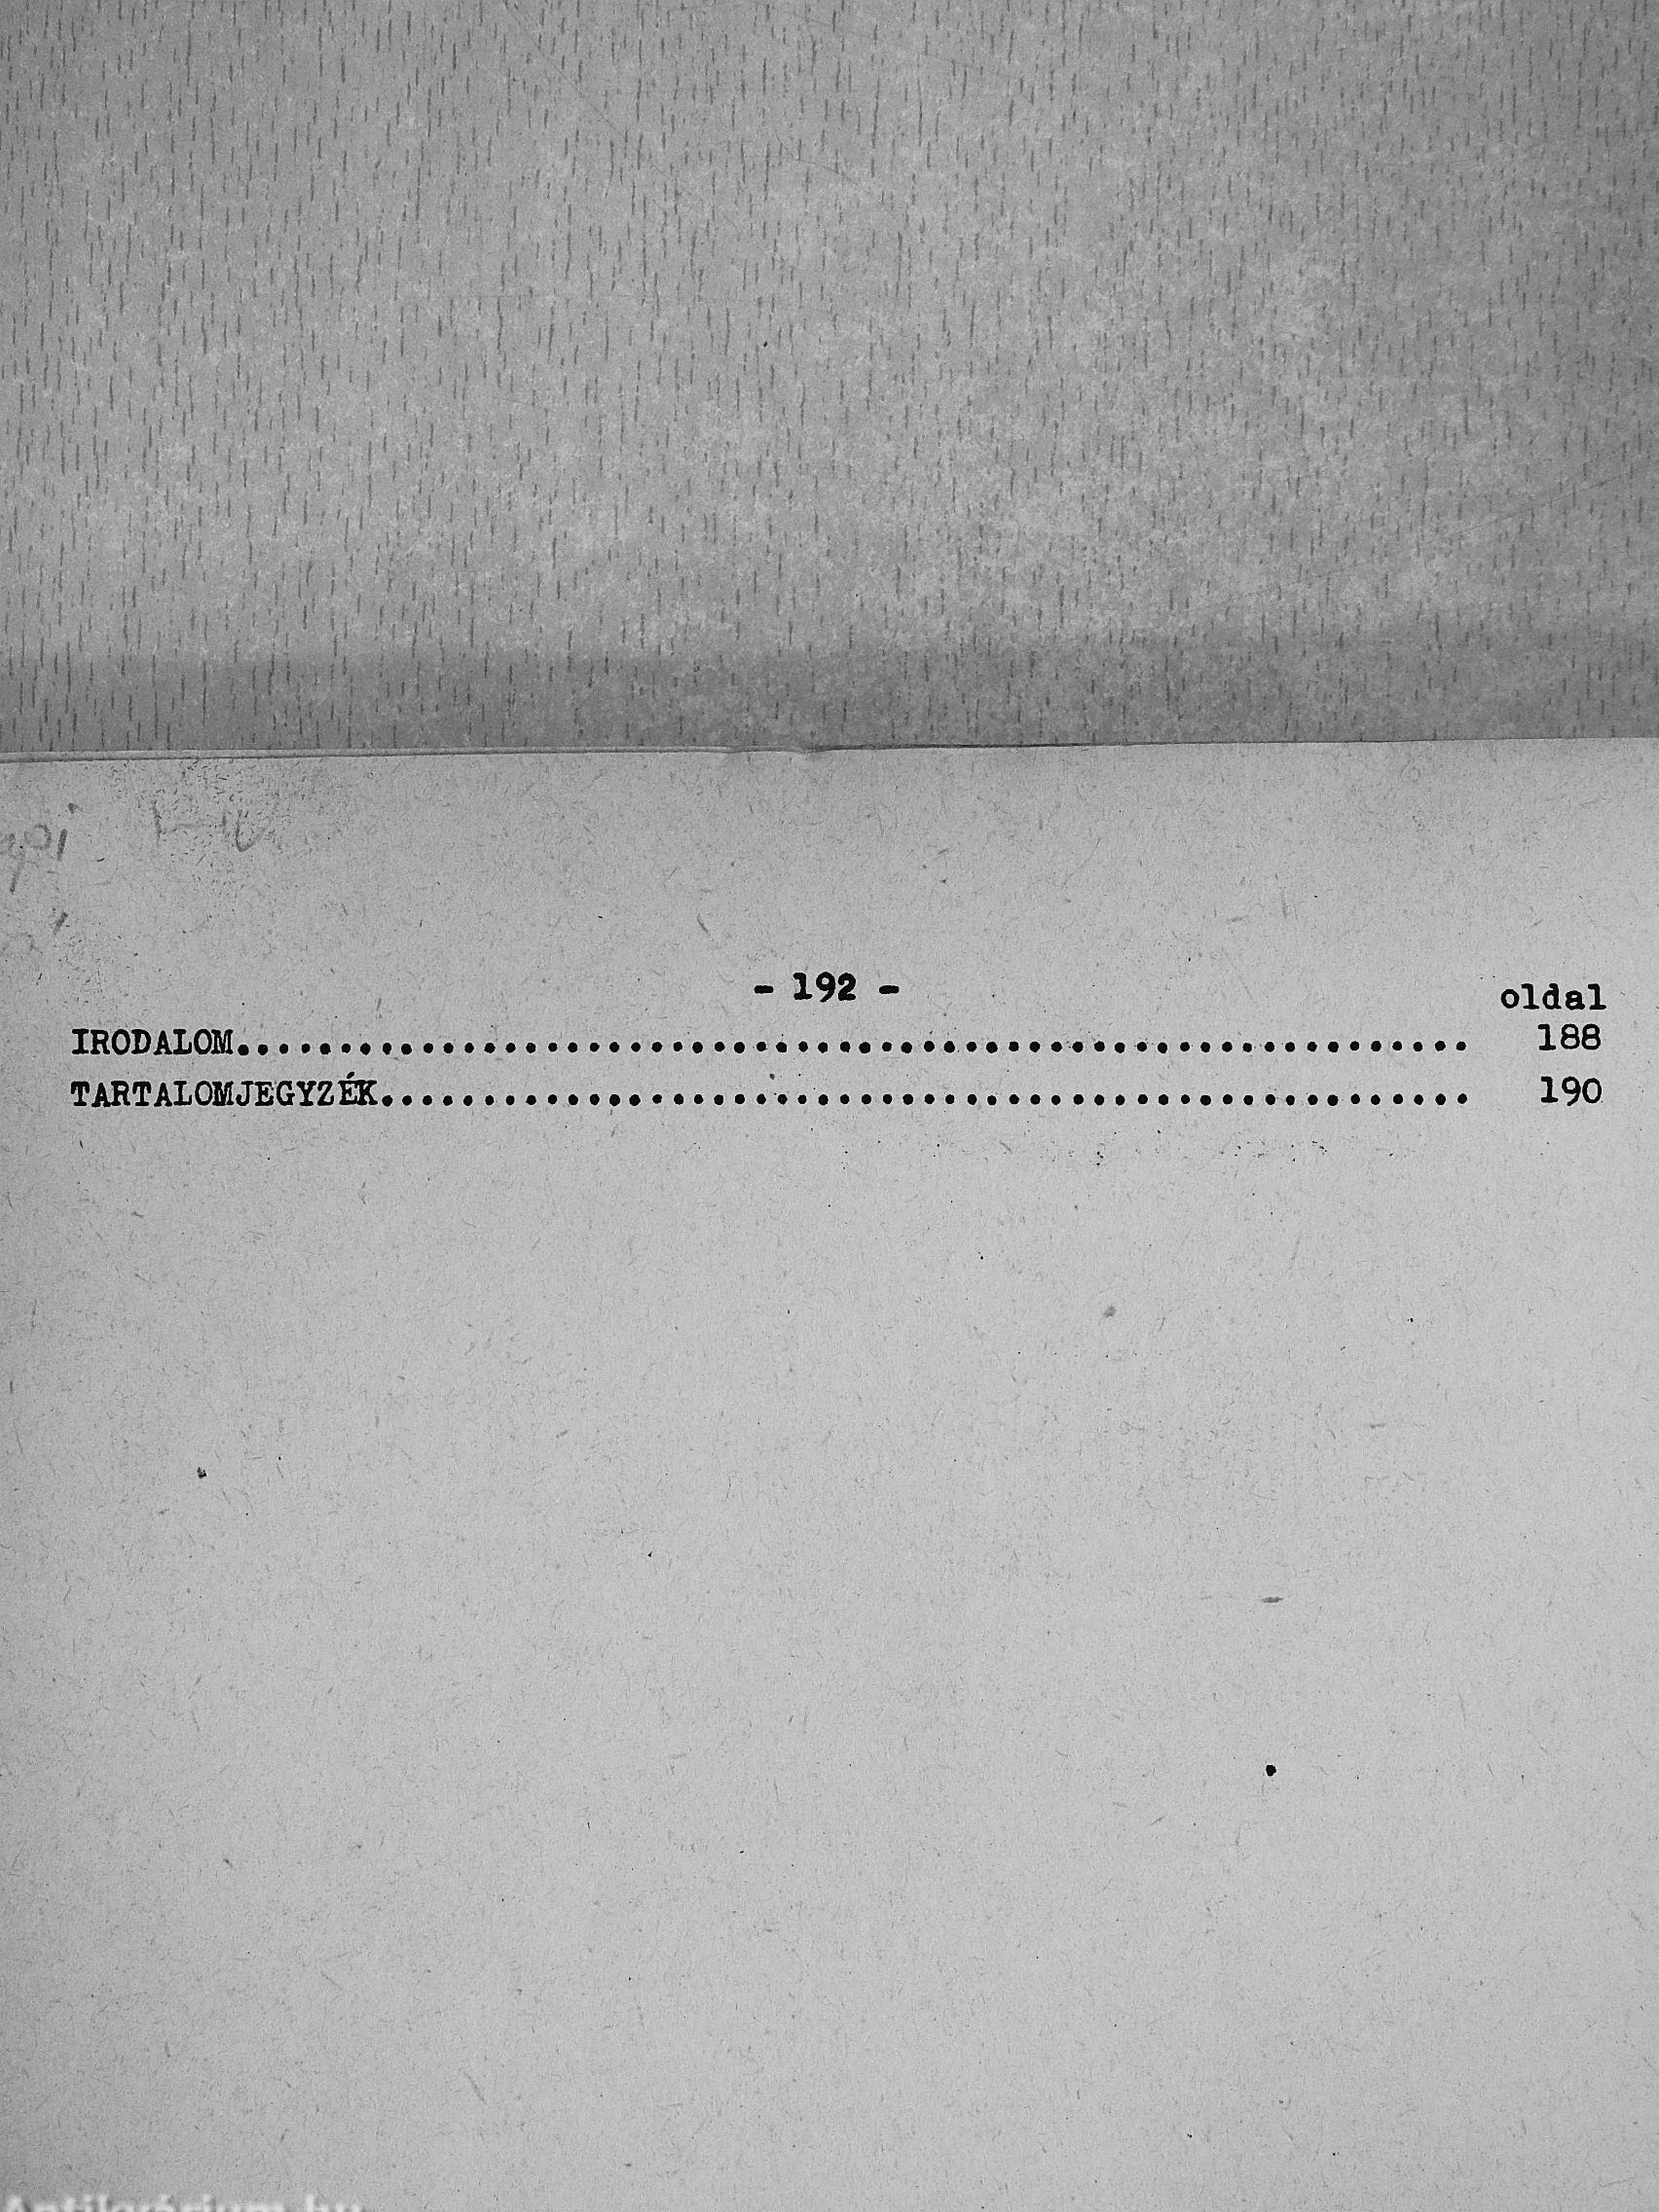 - 192 -
oldal
IRODALOM........................................................... 188
TARTALOMJEGYZÉK.................................................... 190